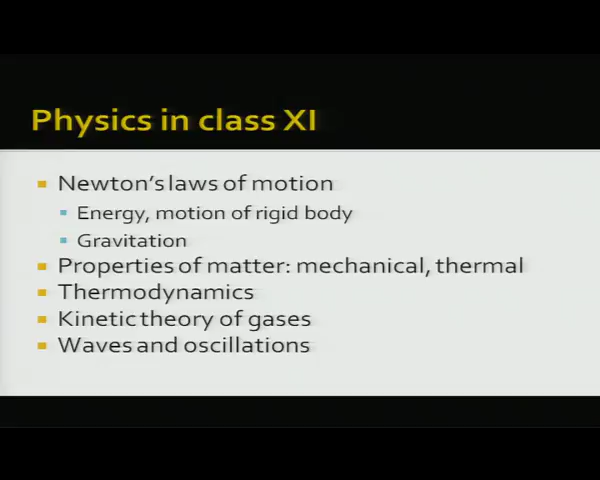 Physics in class XI
Newton's laws of motion
Energy, motion of rigid body
Gravitation
Properties of matter: mechanical, thermal
Thermodynamics
Kinetic theory of gases
Waves and oscillations